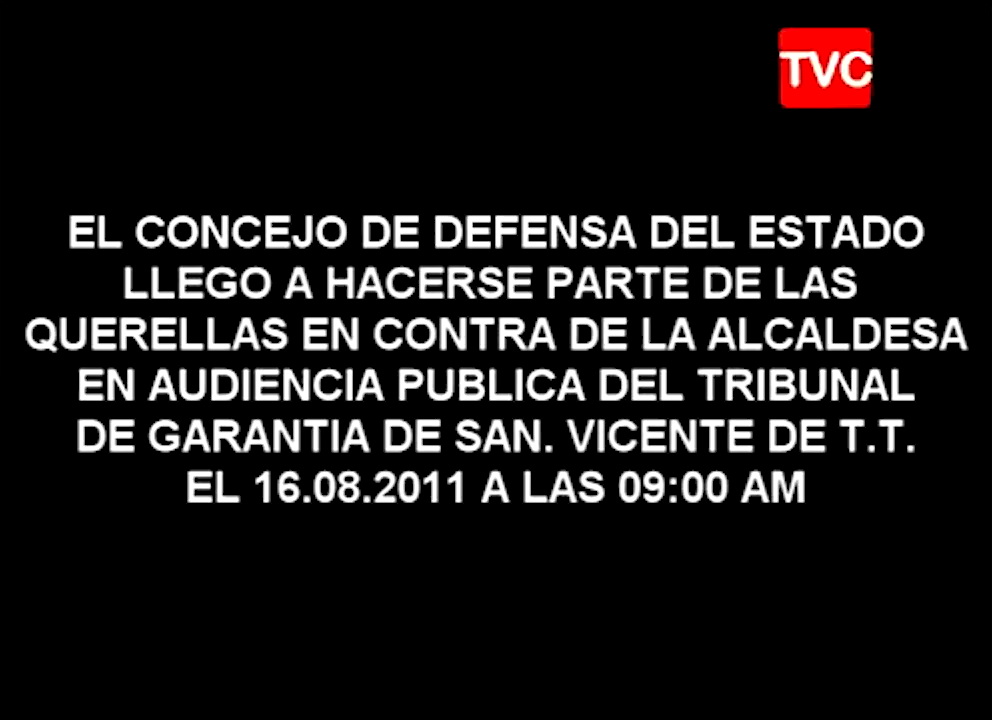 TVC
EL CONCEJO DE DEFENSA DEL ESTADO
LLEGO A HACERSE PARTE DE LAS
QUERELLAS EN CONTRA DE LA ALCALDESA
EN AUDIENCIA PUBLICA DEL TRIBUNAL
DE GARANTIA DE SAN. VICENTE DE T.T.
EL 16.08.2011 A LAS 09:00 AM